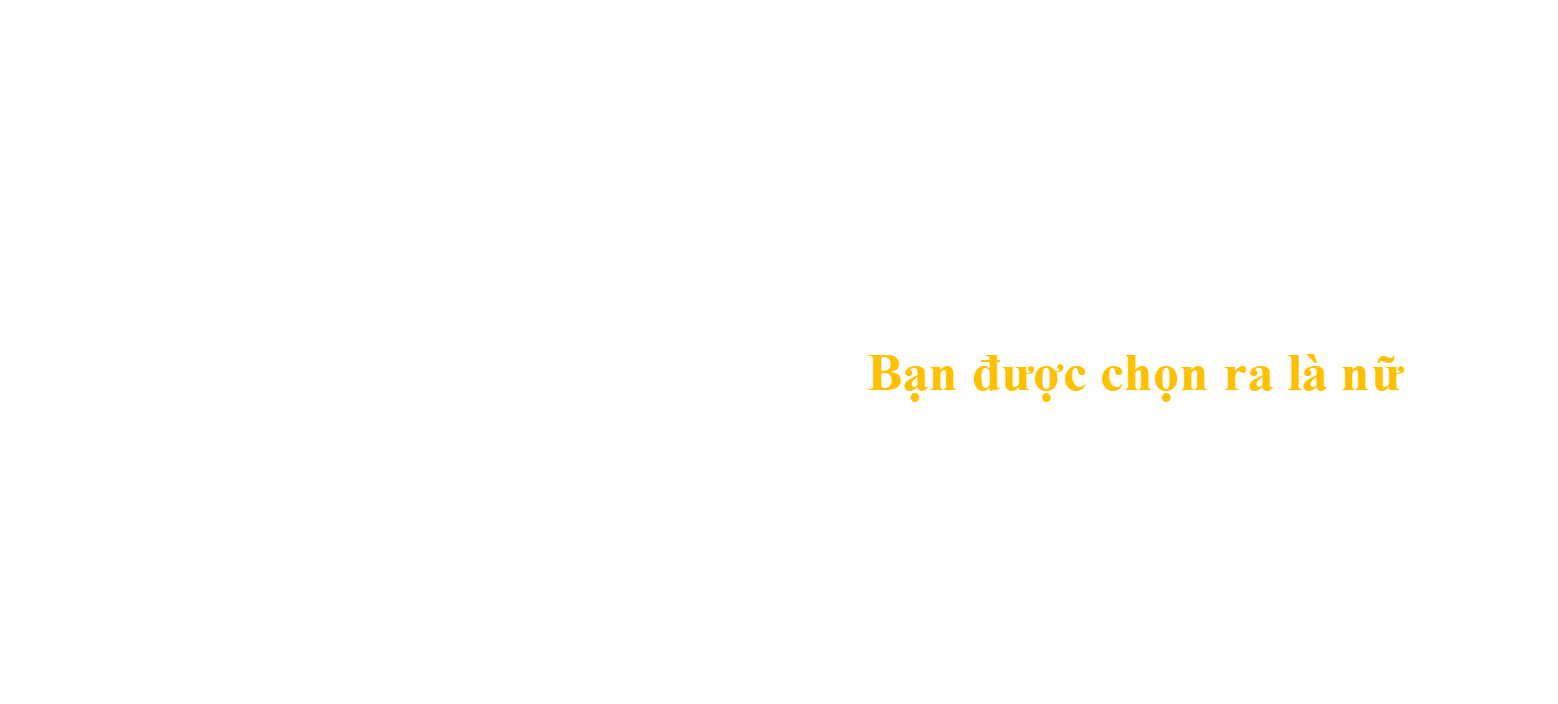 Bạn được chọn ra là nữ